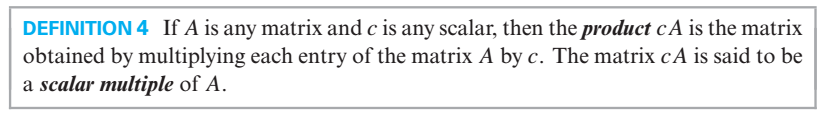 DEFINITION 4 If A is any matrix and c is any scalar, then the product cA is the matrix
obtained by multiplying each entry of the matrix A by c. The matrix cA is said to be
a scalar multiple of A.